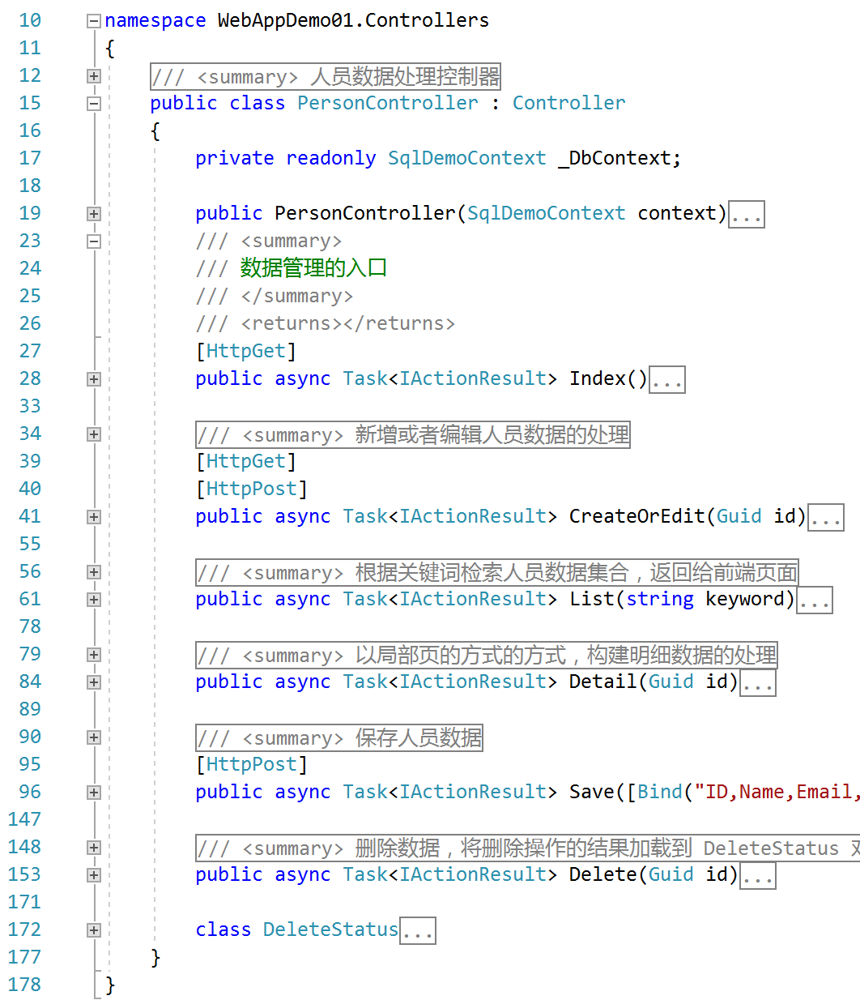 10 namespace WebAppDemo01.Controllers
11 {
12 /// <summary> 人员数据处理控制器
15 public class PersonController : Controller
16 {
17 private readonly SqlDemoContext _DbContext;
18
19 public PersonController(SqlDemoContext context)...
23 /// <summary>
24 /// 数据管理的入口
25 /// </summary>
26 /// <returns></returns>
27 [HttpGet]
28 public async Task<IActionResult> Index()...
33
34 /// <summary> 新增或者编辑人员数据的处理
39 [HttpGet]
40 [HttpPost]
41 public async Task<IActionResult> CreateOrEdit(Guid id)...
55
56 /// <summary> 根据关键词检索人员数据集合，返回给前端页面
61 public async Task<IActionResult> List(string keyword)...
78
79 /// <summary> 以局部页的方式的方式，构建明细数据的处理
84 public async Task<IActionResult> Detail(Guid id)...
89
90 /// <summary> 保存人员数据
95 [HttpPost]
96 public async Task<IActionResult> Save([Bind("ID,Name,Email,
147
148 /// <summary> 删除数据，将删除操作的结果加载到 DeleteStatus
153 public async Task<IActionResult> Delete(Guid id)...
171
172 class DeleteStatus...
177 }
178 }